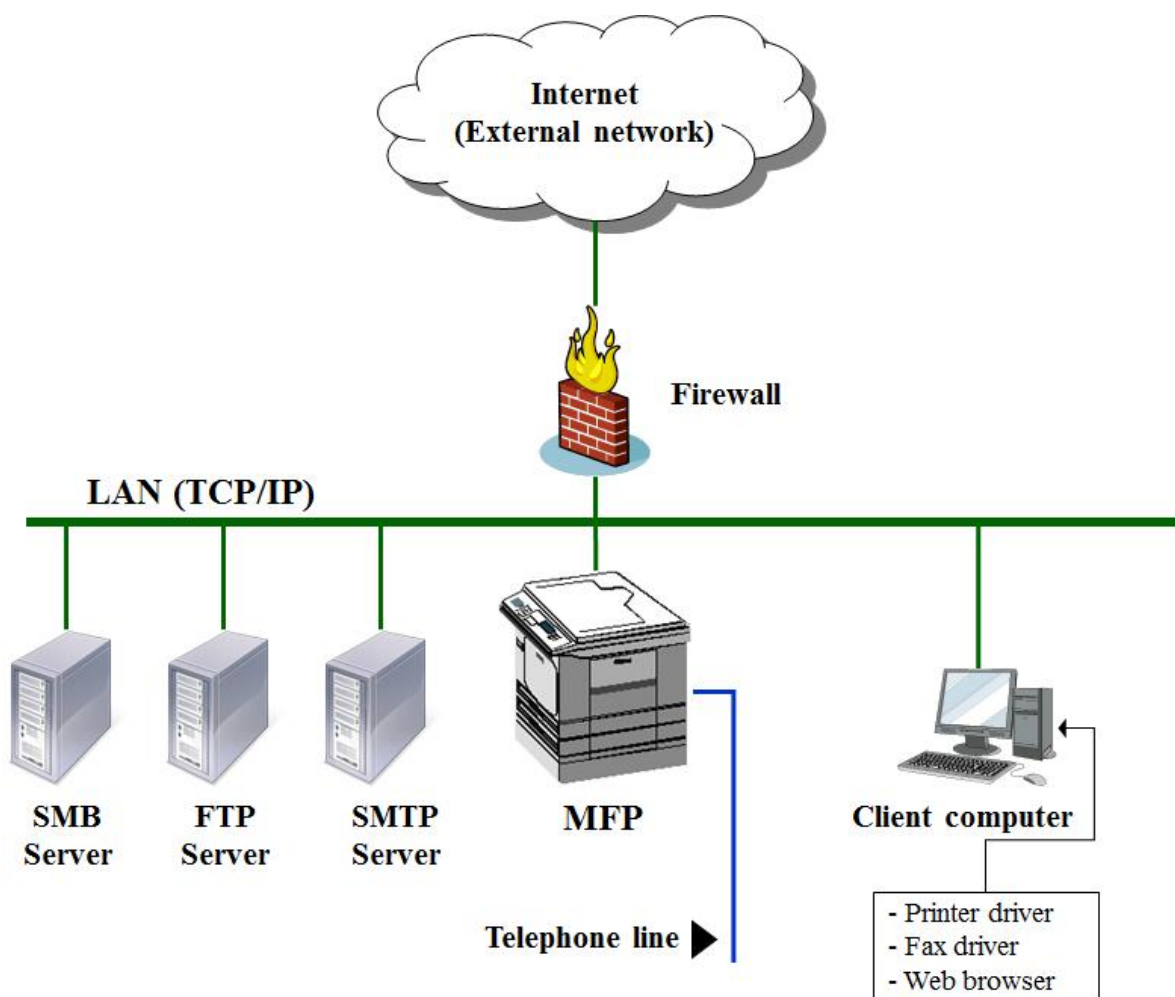 Internet
(External network)
Firewall
LAN (TCP/IP)
SMB
Server
FTP
Server
SMTP
Server
MFP
Client computer
Telephone line
- Printer driver
- Fax driver
- Web browser